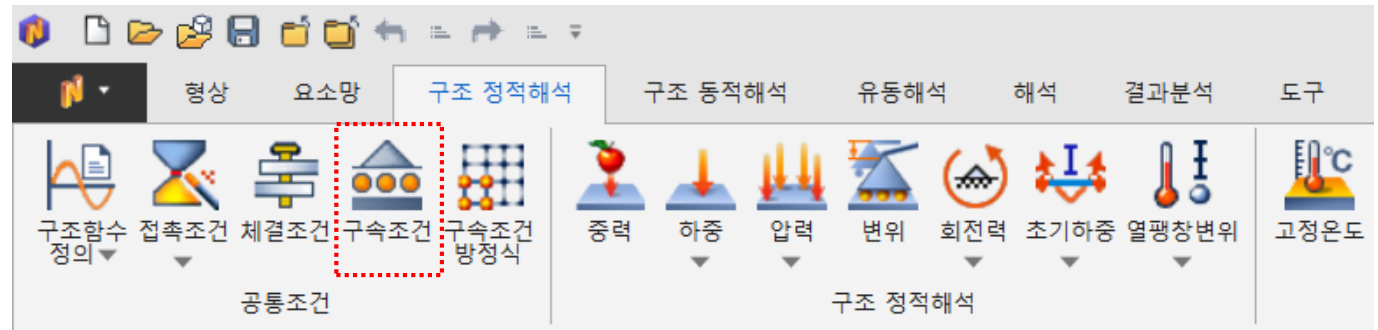 형상 요소망 구조 정적해석 구조 동적해석 유동해석 해석 결과분석 도구
구조함수 접촉조건 체결조건 구속조건 구속조건 중력 하중 압력 변위 회전력 초기하중 열팽창변위 고정온도
정의 방정식
공통조건 구조 정적해석